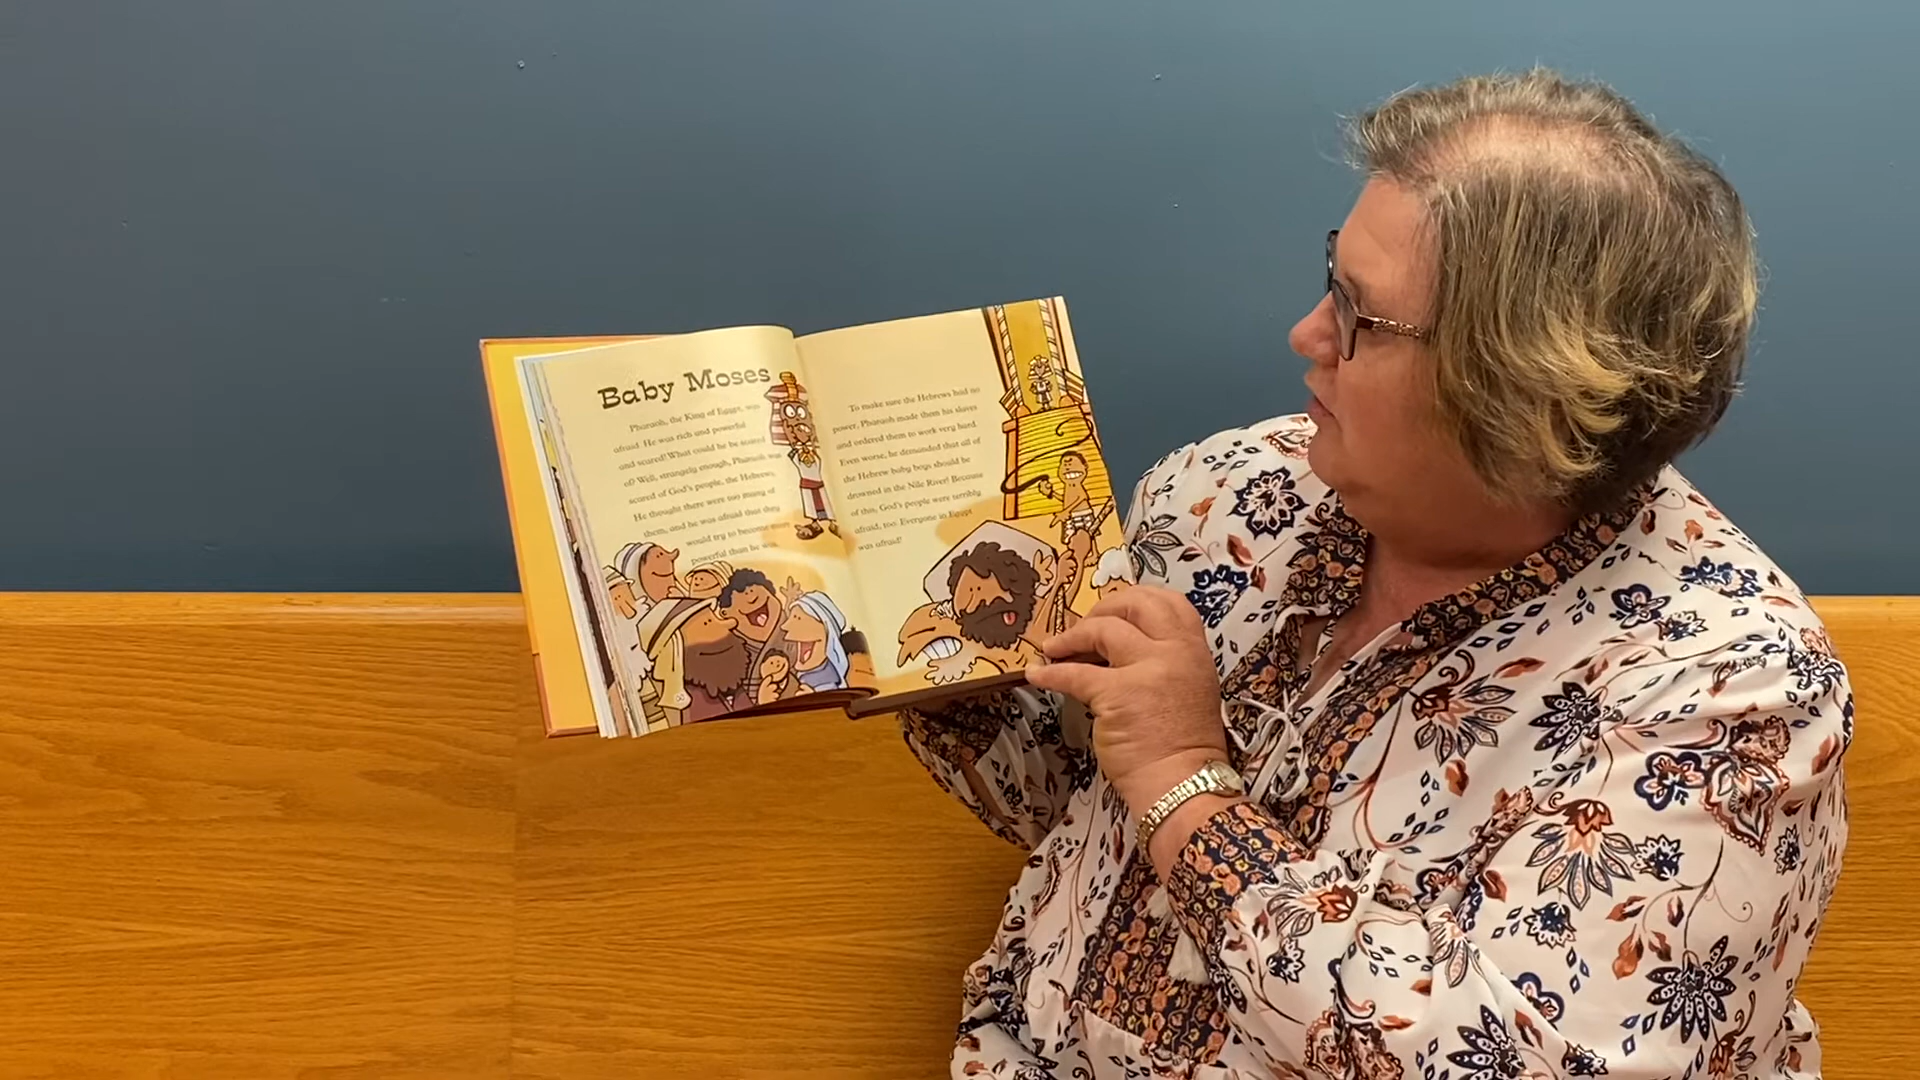 Baby Moses
Pharaoh, the King of Egypt, was
afraid. He was rich and powerful
and scared! What could he be scared
of? Well, strangely enough, Pharaoh was
scared of God's people, the Hebrews.
He thought there were too many of
them, and he was afraid that they
would try to become more
powerful than he was.
To make sure the Hebrews had no
power, Pharaoh made them his slaves
and ordered them to work very hard.
Even worse, he demanded that all of
the Hebrew baby boys should be
drowned in the Nile River! Because
of this, God's people were terribly
afraid, too. Everyone in Egypt
was afraid!